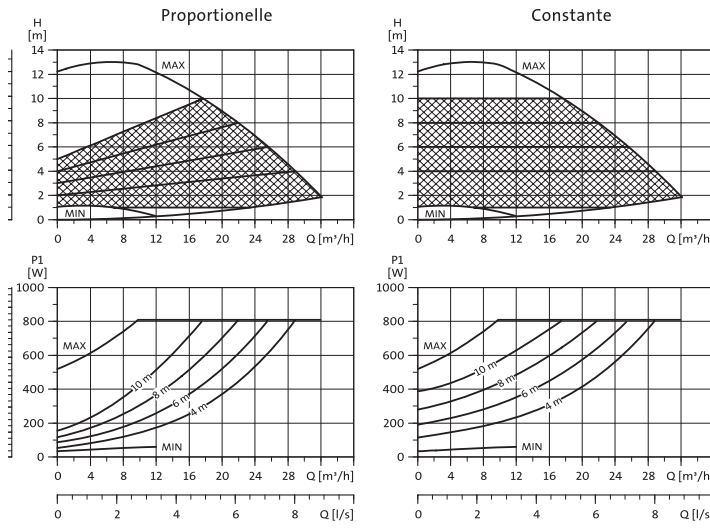 Proportionelle
Constante
H
[m]
H
[m]
14
12
10
8
6
4
2
0
MAX
MIN
0 4 8 12 16 20 24 28 Q [m³/h]
14
12
10
8
6
4
2
0
MAX
MIN
0 4 8 12 16 20 24 28 Q [m³/h]
P1
[W]
P1
[W]
1000
800
600
400
200
0
MAX
10 m
8 m
6 m
4 m
MIN
0 4 8 12 16 20 24 28 Q [m³/h]
1000
800
600
400
200
0
MAX
10 m
8 m
6 m
4 m
MIN
0 4 8 12 16 20 24 28 Q [m³/h]
0 2 4 6 8 Q [l/s]
0 2 4 6 8 Q [l/s]